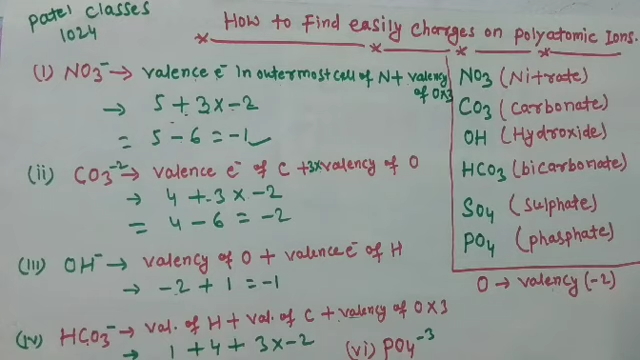 patel classes
1024
How to find easily charges on polyatomic Ions.
(i) NO₃⁻ → valence e⁻ in outermost cell of N + valency of O×3
→ 5 + 3 × -2
= 5 - 6 = -1
(ii) CO₃⁻² → valence e⁻ of C + 3× valency of O
→ 4 + 3 × -2
= 4 - 6 = -2
(iii) OH⁻ → valency of O + valence e⁻ of H
→ -2 + 1 = -1
(iv) HCO₃⁻ → val. of H + val. of C + valency of O×3
→ 1 + 4 + 3 × -2
(vi) PO₄⁻³
NO₃ (Nitrate)
CO₃ (carbonate)
OH (Hydroxide)
HCO₃ (bicarbonate)
SO₄ (sulphate)
PO₄ (phasphate)
O → valency (-2)